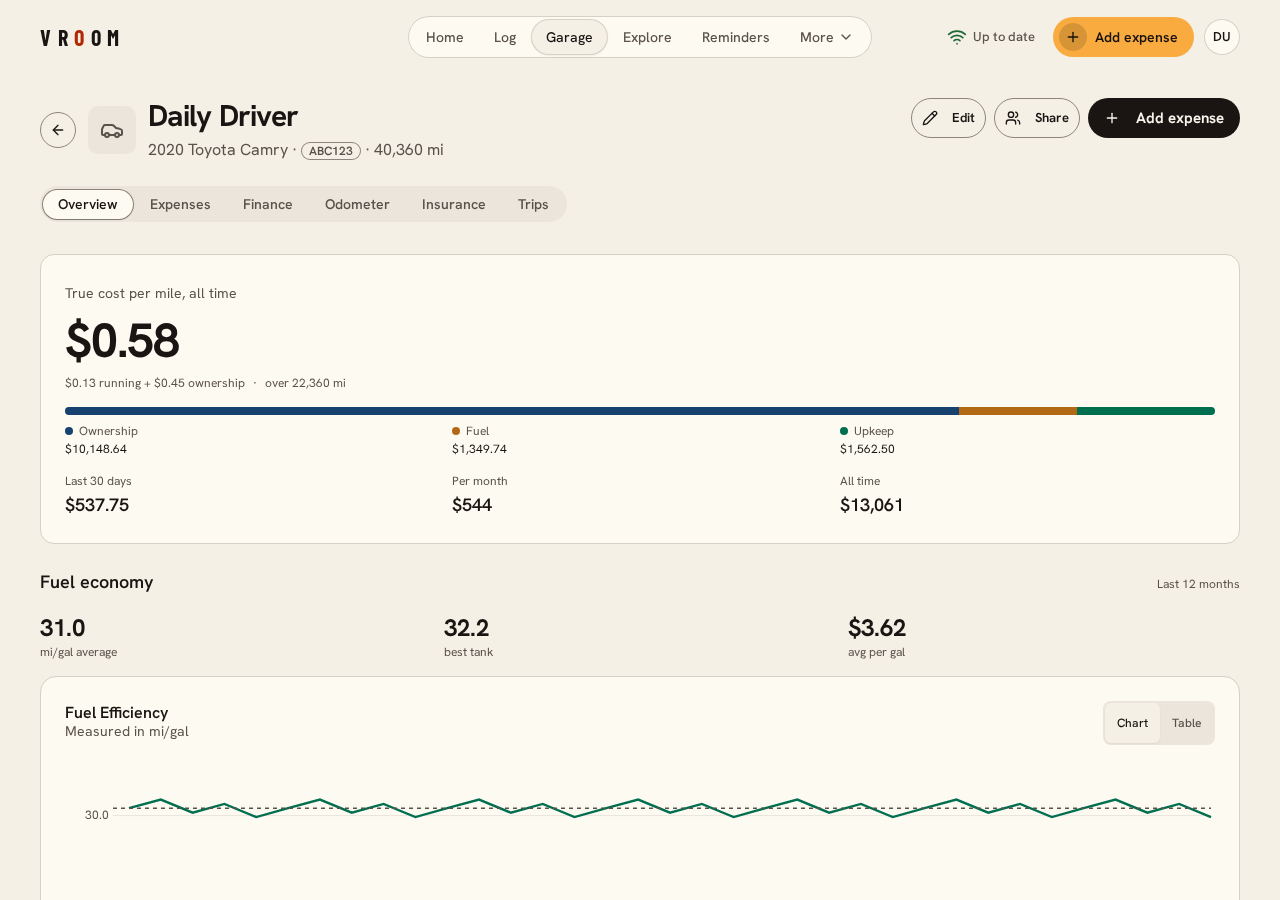 VROOM
Home Log Garage Explore Reminders More
Up to date
Add expense
DU
Daily Driver
2020 Toyota Camry · ABC123 · 40,360 mi
Edit
Share
Add expense
Overview Expenses Finance Odometer Insurance Trips
True cost per mile, all time
$0.58
$0.13 running + $0.45 ownership · over 22,360 mi
Ownership Fuel Upkeep
$10,148.64 $1,349.74 $1,562.50
Last 30 days Per month All time
$537.75 $544 $13,061
Fuel economy
Last 12 months
31.0 32.2 $3.62
mi/gal average best tank avg per gal
Fuel Efficiency
Measured in mi/gal
Chart Table
30.0